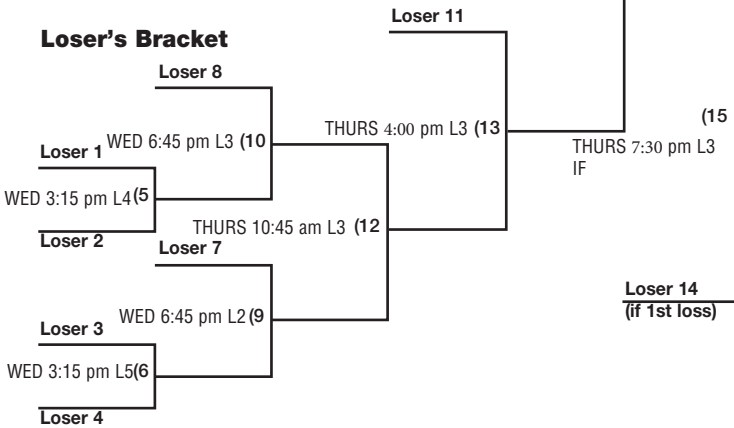 Loser 11
Loser's Bracket
Loser 8
(15
THURS 4:00 pm L3 (13
WED 6:45 pm L3 (10
THURS 7:30 pm L3
IF
Loser 1
WED 3:15 pm L4(5
THURS 10:45 am L3 (12
Loser 2
Loser 7
Loser 14
(if 1st loss)
WED 6:45 pm L2(9
Loser 3
WED 3:15 pm L5(6
Loser 4